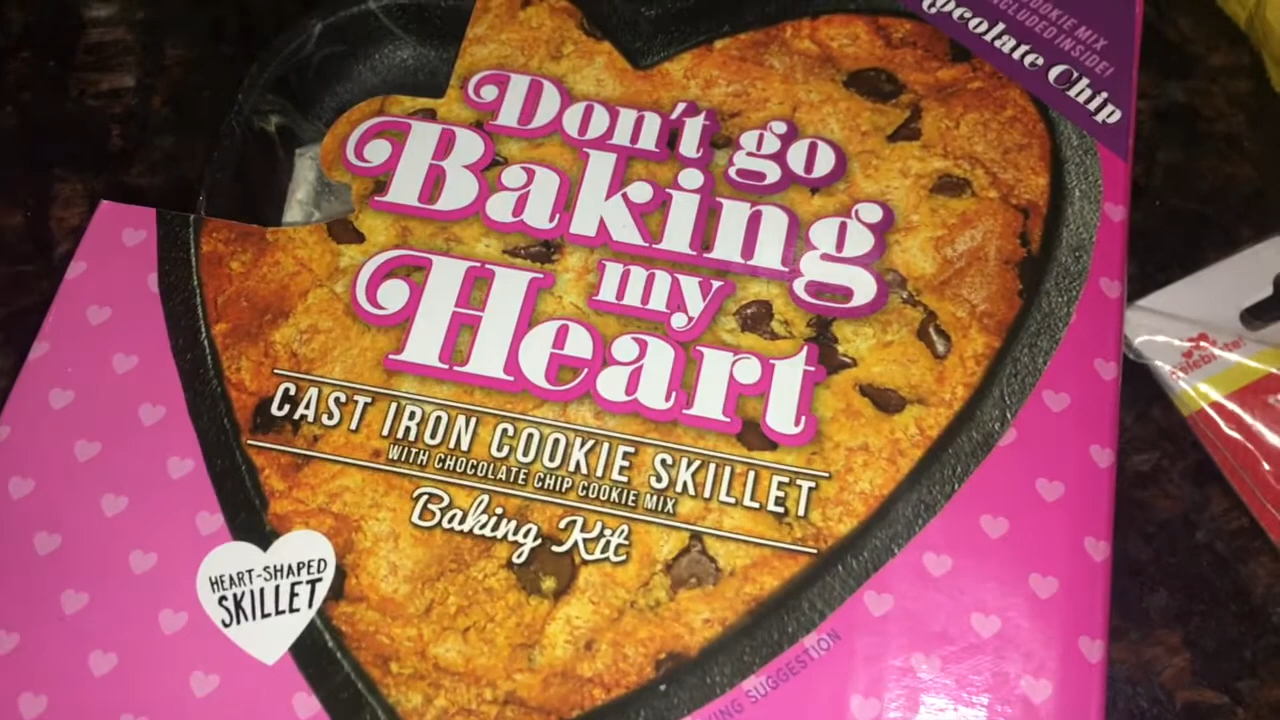 COOKIE MIX
INCLUDED INSIDE!
Chocolate Chip
Don't go
Baking
my
Heart
CAST IRON COOKIE SKILLET
WITH CHOCOLATE CHIP COOKIE MIX
Baking Kit
HEART-SHAPED
SKILLET
SUGGESTION
celebrate!